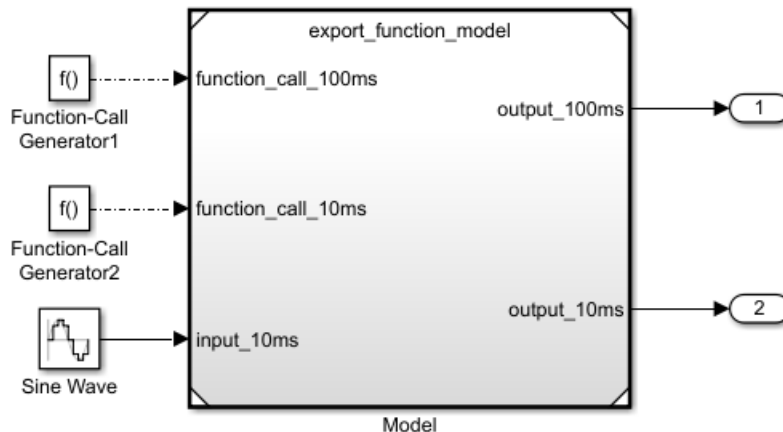 export_function_model
f()
function_call_100ms
Function-Call
Generator1
output_100ms
1
f()
function_call_10ms
Function-Call
Generator2
output_10ms
2
input_10ms
Sine Wave
Model